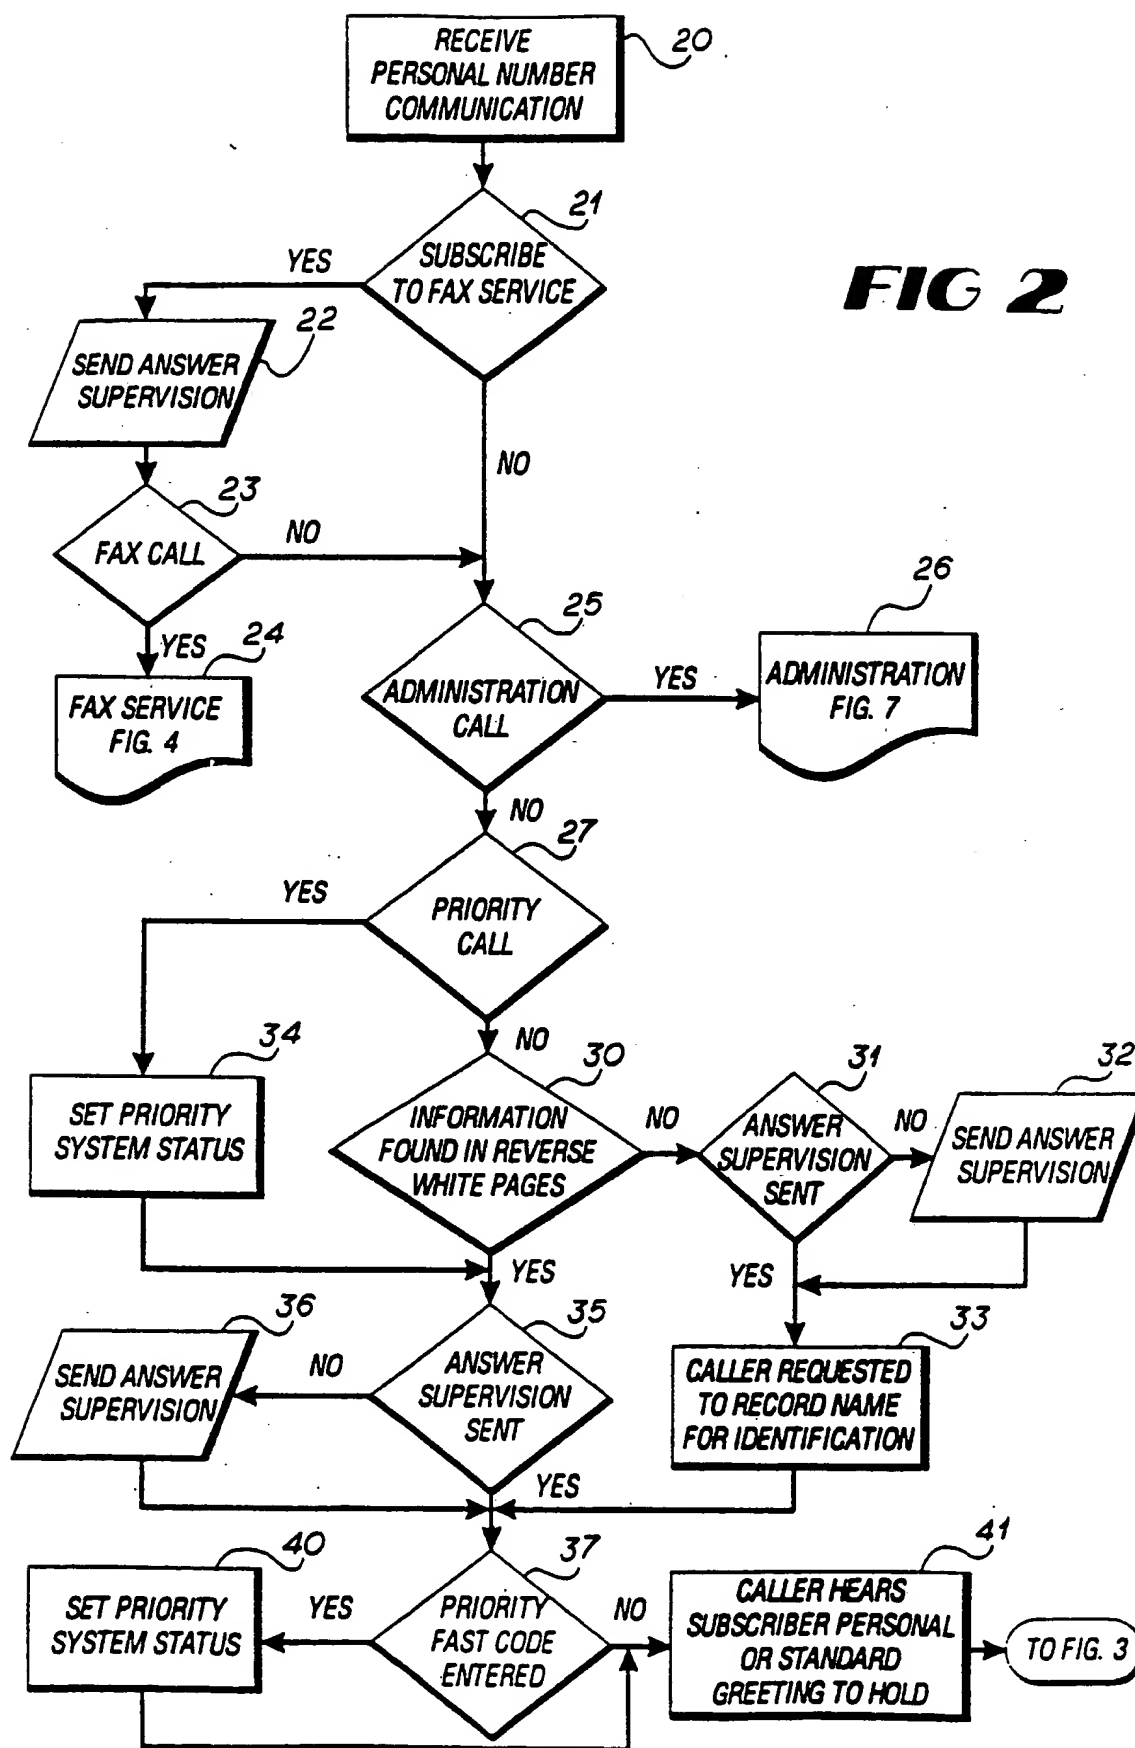 RECEIVE
PERSONAL NUMBER
COMMUNICATION
20
21
SUBSCRIBE
TO FAX SERVICE
YES
FIG 2
22
SEND ANSWER
SUPERVISION
NO
23
FAX CALL
NO
YES
24
FAX SERVICE
FIG. 4
25
ADMINISTRATION
CALL
YES
26
ADMINISTRATION
FIG. 7
NO
27
PRIORITY
CALL
YES
NO
34
SET PRIORITY
SYSTEM STATUS
30
INFORMATION
FOUND IN REVERSE
WHITE PAGES
NO
31
ANSWER
SUPERVISION
SENT
NO
32
SEND ANSWER
SUPERVISION
YES
YES
36
SEND ANSWER
SUPERVISION
NO
35
ANSWER
SUPERVISION
SENT
33
CALLER REQUESTED
TO RECORD NAME
FOR IDENTIFICATION
YES
40
SET PRIORITY
SYSTEM STATUS
YES
37
PRIORITY
FAST CODE
ENTERED
NO
41
CALLER HEARS
SUBSCRIBER PERSONAL
OR STANDARD
GREETING TO HOLD
TO FIG. 3